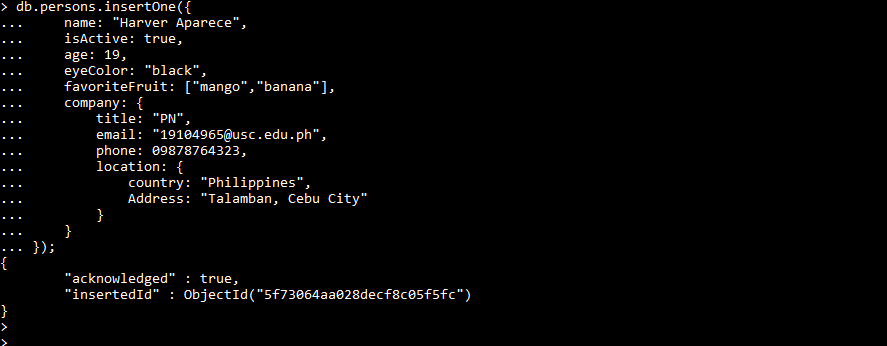 > db.persons.insertOne({
...     name: "Harver Aparece",
...     isActive: true,
...     age: 19,
...     eyeColor: "black",
...     favoriteFruit: ["mango","banana"],
...     company: {
...         title: "PN",
...         email: "19104965@usc.edu.ph",
...         phone: 09878764323,
...         location: {
...             country: "Philippines",
...             Address: "Talamban, Cebu City"
...         }
...     }
... });
{
        "acknowledged" : true,
        "insertedId" : ObjectId("5f73064aa028decf8c05f5fc")
}
>
>